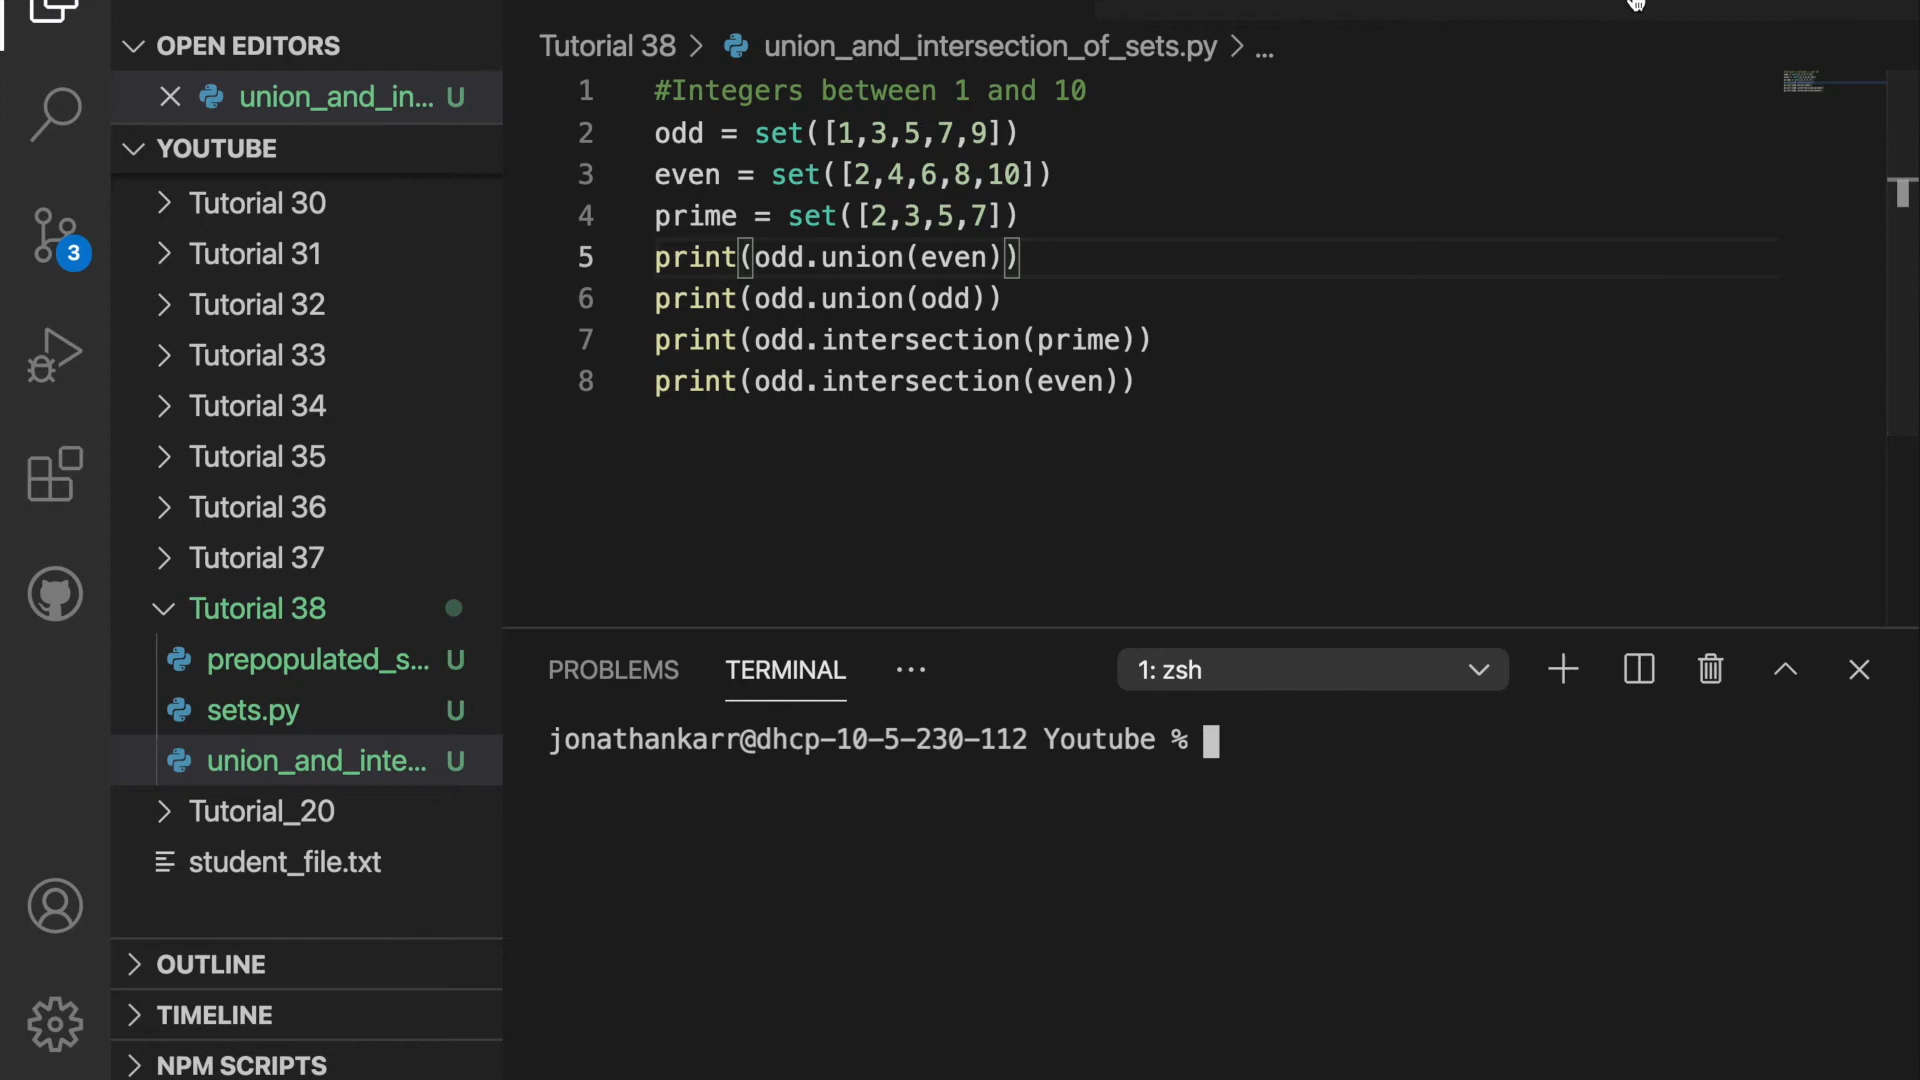 OPEN EDITORS
union_and_in... U
YOUTUBE
Tutorial 30
Tutorial 31
Tutorial 32
Tutorial 33
Tutorial 34
Tutorial 35
Tutorial 36
Tutorial 37
Tutorial 38
prepopulated_s... U
sets.py U
union_and_inte... U
Tutorial_20
student_file.txt
OUTLINE
TIMELINE
NPM SCRIPTS
3
Tutorial 38 > union_and_intersection_of_sets.py > ...
1 #Integers between 1 and 10
2 odd = set([1,3,5,7,9])
3 even = set([2,4,6,8,10])
4 prime = set([2,3,5,7])
5 print(odd.union(even))
6 print(odd.union(odd))
7 print(odd.intersection(prime))
8 print(odd.intersection(even))
PROBLEMS TERMINAL ... 1: zsh
jonathankarr@dhcp-10-5-230-112 Youtube %